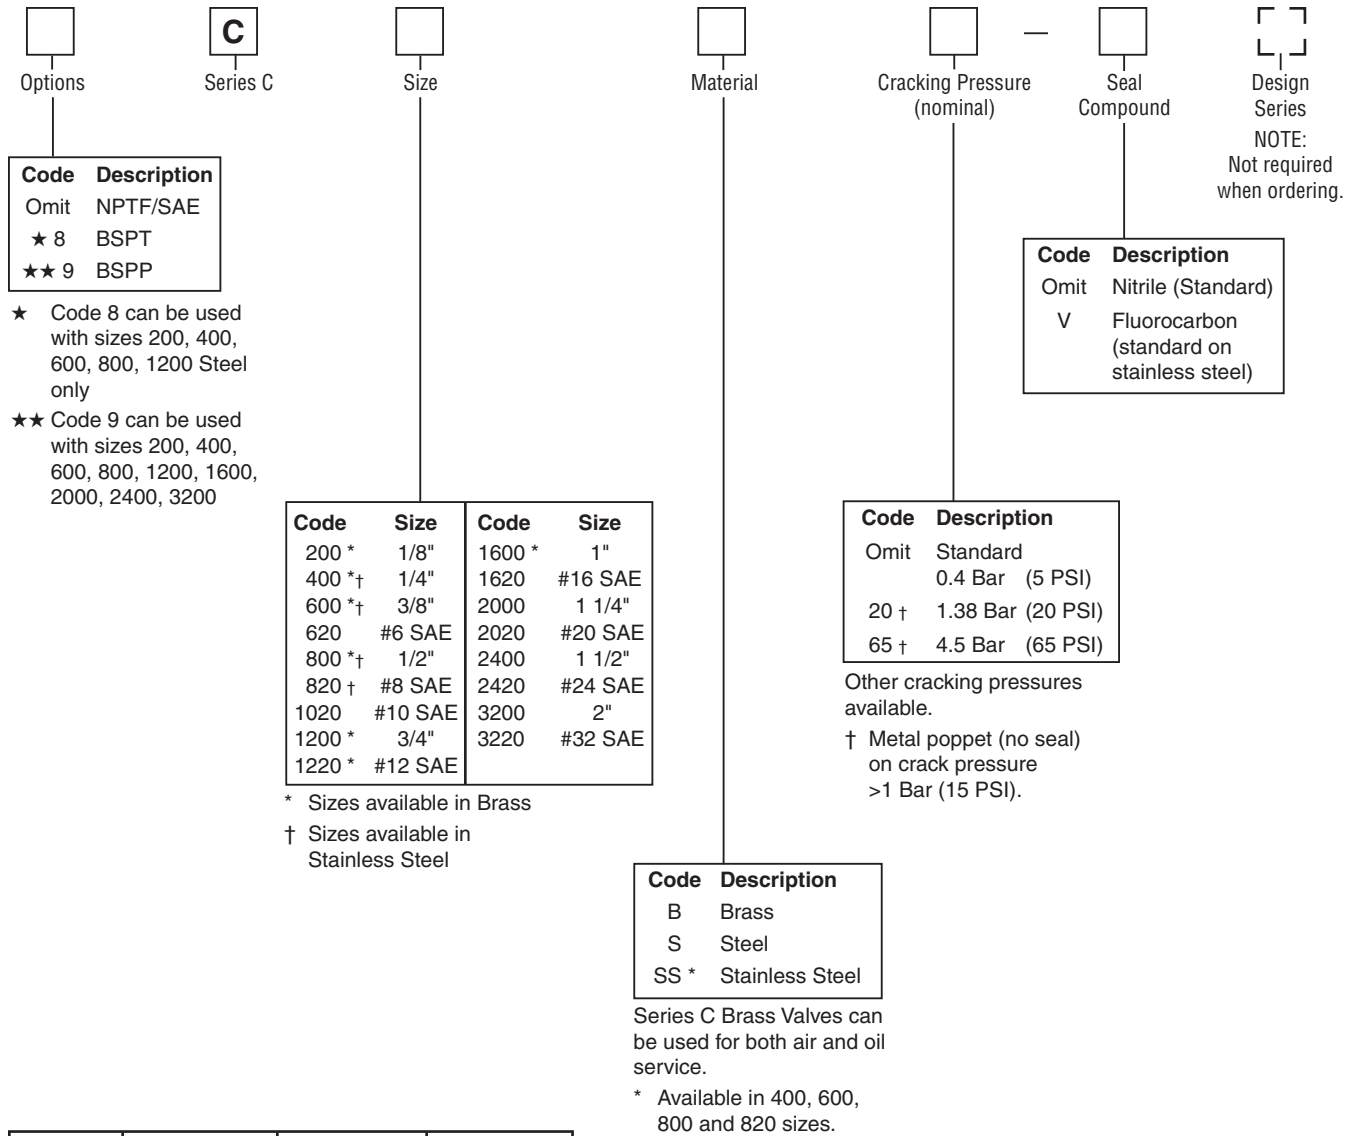 C
—
Options
Series C
Size
Material
Cracking Pressure
(nominal)
Seal
Compound
Design
Series
NOTE:
Not required
when ordering.
Code Description
Omit NPTF/SAE
★ 8 BSPT
★★ 9 BSPP
★ Code 8 can be used
with sizes 200, 400,
600, 800, 1200 Steel
only
★★ Code 9 can be used
with sizes 200, 400,
600, 800, 1200, 1600,
2000, 2400, 3200
Code Description
Omit Nitrile (Standard)
V Fluorocarbon
(standard on
stainless steel)
Code Size Code Size
200 * 1/8" 1600 * 1"
400 *† 1/4" 1620 #16 SAE
600 *† 3/8" 2000 1 1/4"
620 #6 SAE 2020 #20 SAE
800 *† 1/2" 2400 1 1/2"
820 † #8 SAE 2420 #24 SAE
1020 #10 SAE 3200 2"
1200 * 3/4" 3220 #32 SAE
1220 * #12 SAE
* Sizes available in Brass
† Sizes available in
Stainless Steel
Code Description
Omit Standard
0.4 Bar (5 PSI)
20 † 1.38 Bar (20 PSI)
65 † 4.5 Bar (65 PSI)
Other cracking pressures
available.
† Metal poppet (no seal)
on crack pressure
>1 Bar (15 PSI).
Code Description
B Brass
S Steel
SS * Stainless Steel
Series C Brass Valves can
be used for both air and oil
service.
* Available in 400, 600,
800 and 820 sizes.